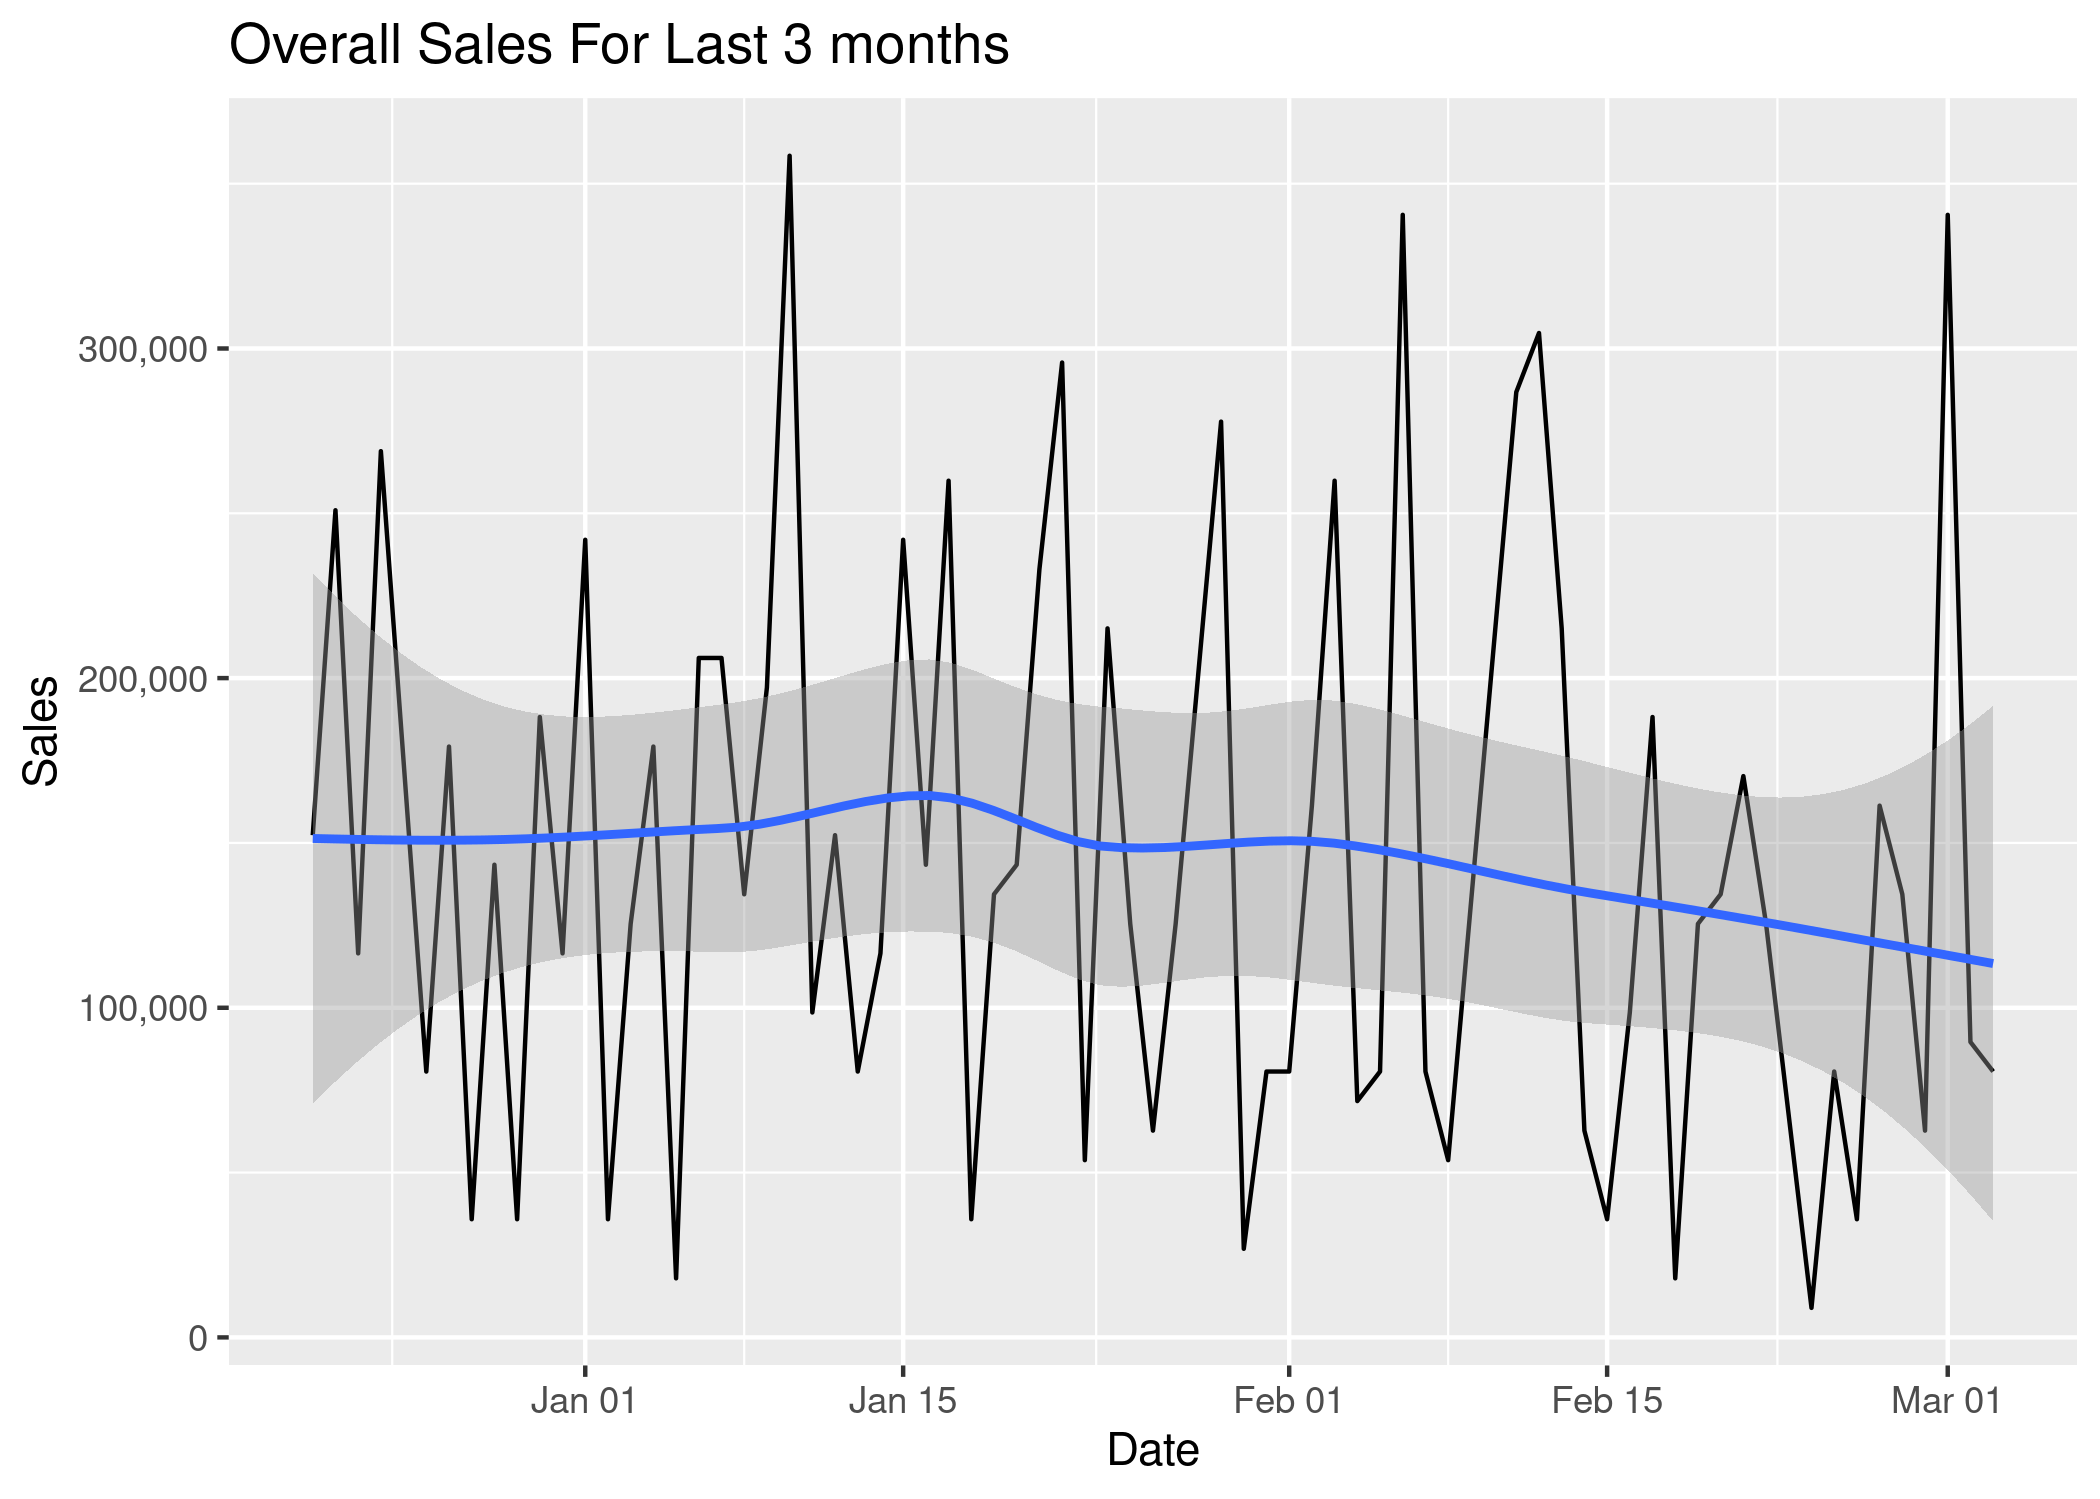 Overall Sales For Last 3 months
Sales
300,000
200,000
100,000
0
Jan 01
Jan 15
Feb 01
Feb 15
Mar 01
Date